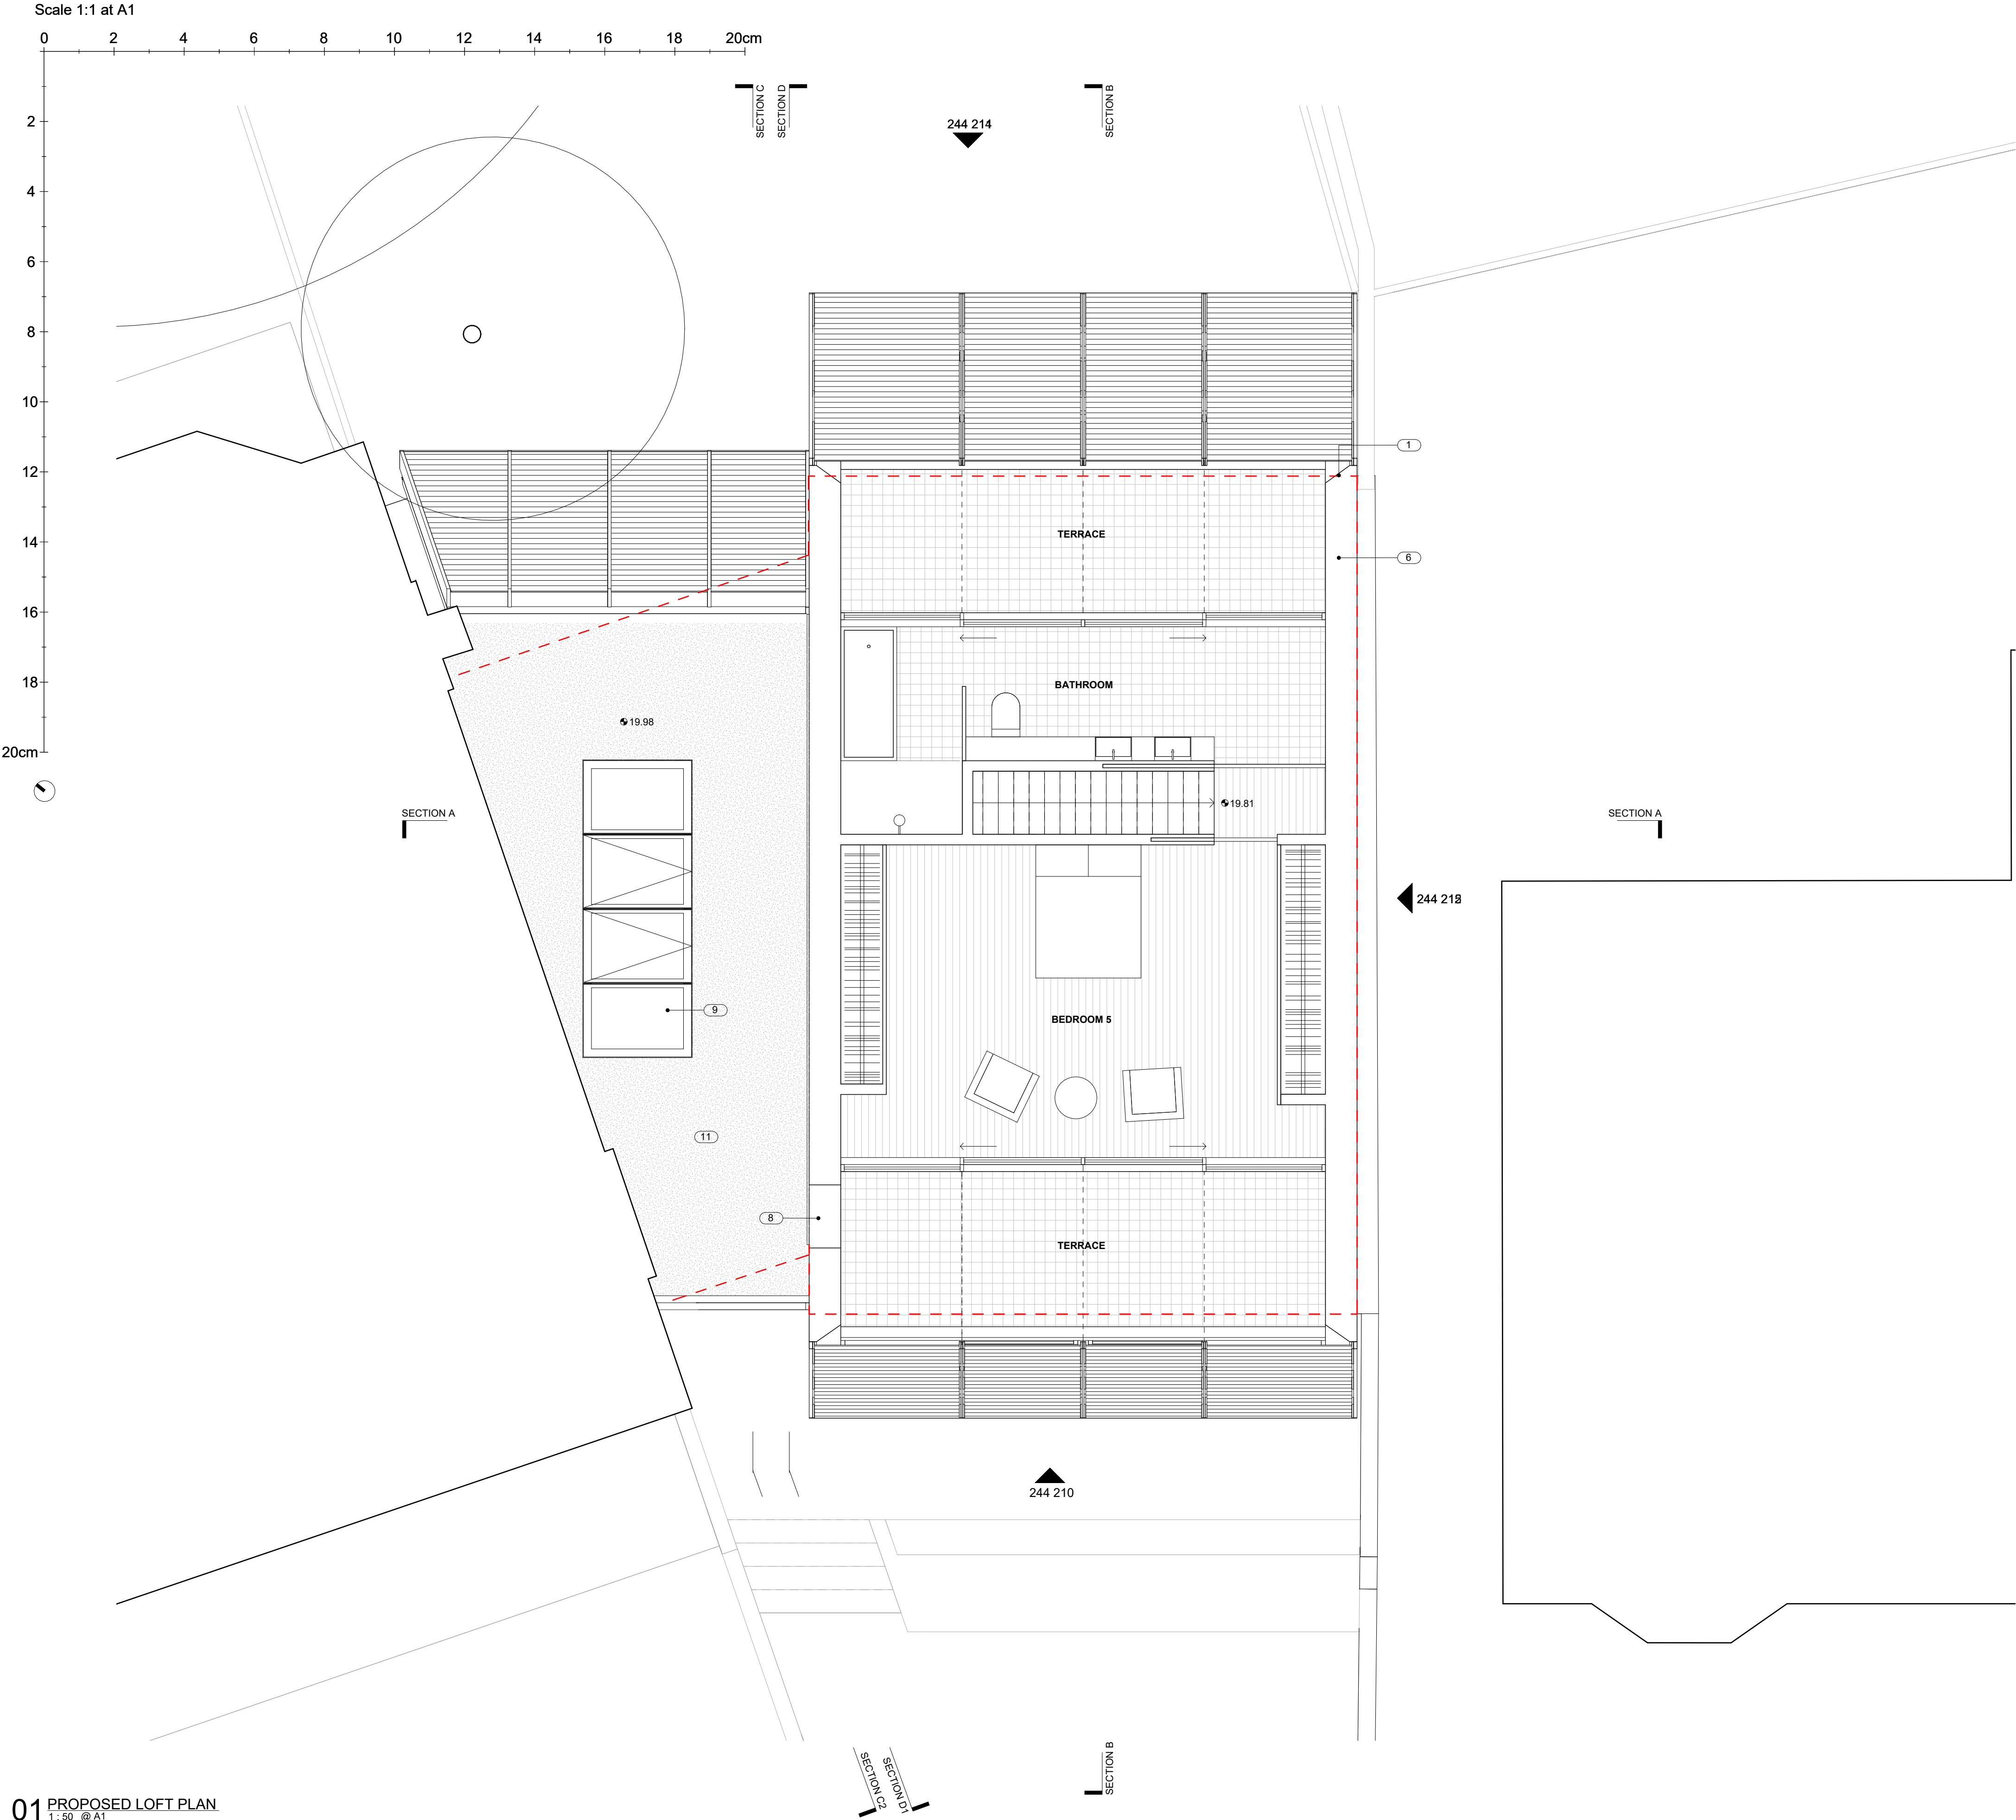 Scale 1:1 at A1
0 2 4 6 8 10 12 14 16 18 20cm
2
4
6
8
10
12
14
16
18
20cm
SECTION C
SECTION D
SECTION B
244 214
1
6
TERRACE
BATHROOM
19.98
19.81
SECTION A
SECTION A
9
BEDROOM 5
11
8
TERRACE
244 210
SECTION C2
SECTION D1
SECTION B
01 PROPOSED LOFT PLAN
1 : 50 @ A1